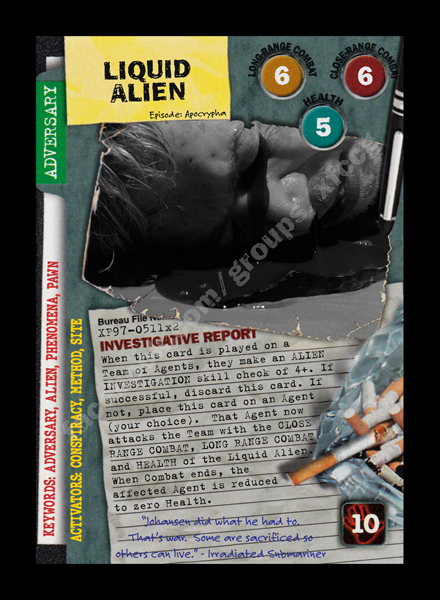 LIQUID
ALIEN
Episode: Apocrypha
LONG-RANGE COMBAT
6
CLOSE-RANGE COMBAT
6
HEALTH
5
ADVERSARY
KEYWORDS: ADVERSARY, ALIEN, PHENOMENA, PAWN
ACTIVATORS: CONSPIRACY, METHOD, SITE
Bureau File
XF97-0511x2
INVESTIGATIVE REPORT
When this card is played on a
Team of Agents, they make an ALIEN
INVESTIGATION skill check of 4+. If
successful, discard this card. If
not, place this card on an Agent
(your choice). That Agent now
attacks the Team with the CLOSE
RANGE COMBAT, LONG RANGE COMBAT
and HEALTH of the Liquid Alien.
When Combat ends, the
affected Agent is reduced
to zero Health.
"Johansen did what he had to.
That's war. Some are sacrificed so
others can live." - Irradiated Submariner
10